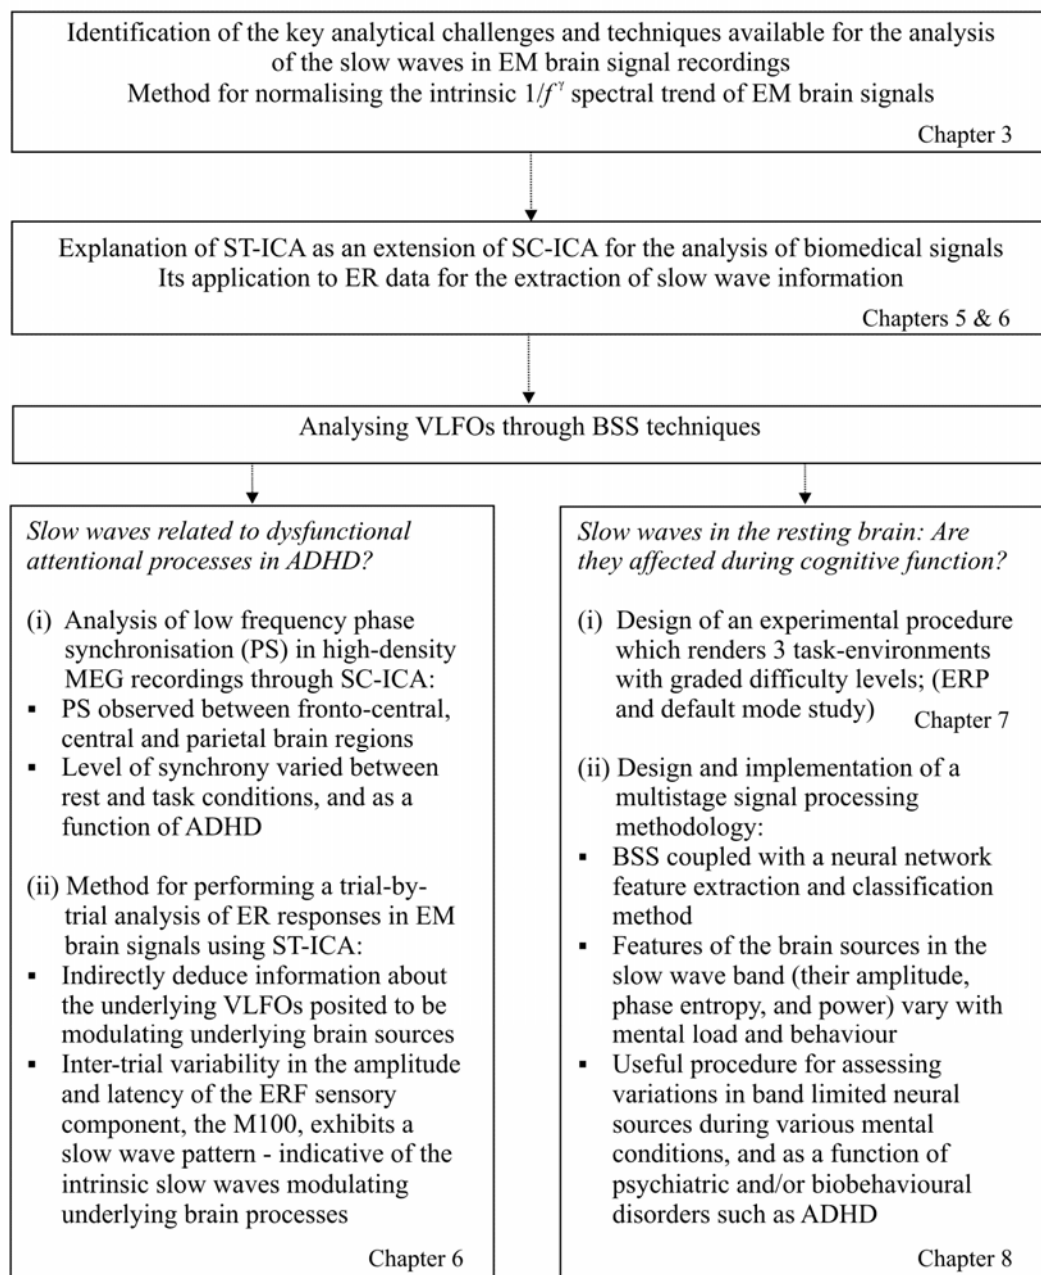 Identification of the key analytical challenges and techniques available for the analysis
of the slow waves in EM brain signal recordings
Method for normalising the intrinsic 1/f^γ spectral trend of EM brain signals
Chapter 3
Explanation of ST-ICA as an extension of SC-ICA for the analysis of biomedical signals
Its application to ER data for the extraction of slow wave information
Chapters 5 & 6
Analysing VLFOs through BSS techniques
Slow waves related to dysfunctional
attentional processes in ADHD?
(i) Analysis of low frequency phase
synchronisation (PS) in high-density
MEG recordings through SC-ICA:
▪ PS observed between fronto-central,
central and parietal brain regions
▪ Level of synchrony varied between
rest and task conditions, and as a
function of ADHD
(ii) Method for performing a trial-by-
trial analysis of ER responses in EM
brain signals using ST-ICA:
▪ Indirectly deduce information about
the underlying VLFOs posited to be
modulating underlying brain sources
▪ Inter-trial variability in the amplitude
and latency of the ERF sensory
component, the M100, exhibits a
slow wave pattern - indicative of the
intrinsic slow waves modulating
underlying brain processes
Chapter 6
Slow waves in the resting brain: Are
they affected during cognitive function?
(i) Design of an experimental procedure
which renders 3 task-environments
with graded difficulty levels; (ERP
and default mode study)
Chapter 7
(ii) Design and implementation of a
multistage signal processing
methodology:
▪ BSS coupled with a neural network
feature extraction and classification
method
▪ Features of the brain sources in the
slow wave band (their amplitude,
phase entropy, and power) vary with
mental load and behaviour
▪ Useful procedure for assessing
variations in band limited neural
sources during various mental
conditions, and as a function of
psychiatric and/or biobehavioural
disorders such as ADHD
Chapter 8